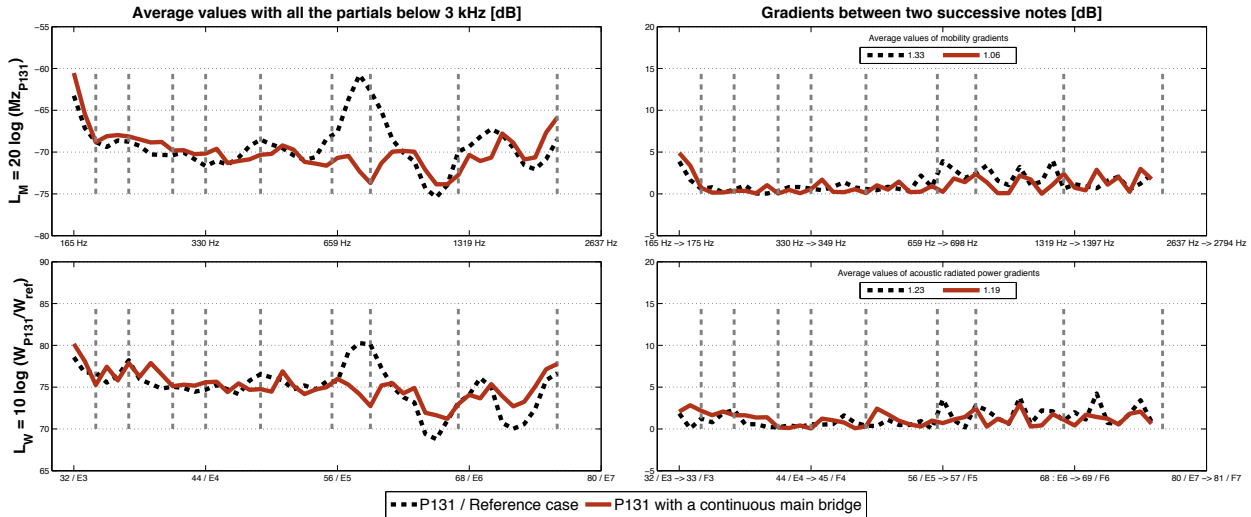 Average values with all the partials below 3 kHz [dB]
Gradients between two successive notes [dB]
L_M = 20 log (Mz_P131)
−55
−60
−65
−70
−75
−80
165 Hz
330 Hz
659 Hz
1319 Hz
2637 Hz
20
15
10
5
0
−5
Average values of mobility gradients
1.33
1.06
165 Hz −> 175 Hz
330 Hz −> 349 Hz
659 Hz −> 698 Hz
1319 Hz −> 1397 Hz
2637 Hz −> 2794 Hz
L_W = 10 log (W_P131/W_ref)
90
85
80
75
70
65
32 / E3
44 / E4
56 / E5
68 / E6
80 / E7
20
15
10
5
0
−5
Average values of acoustic radiated power gradients
1.23
1.19
32 / E3 −> 33 / F3
44 / E4 −> 45 / F4
56 / E5 −> 57 / F5
68 : E6 −> 69 / F6
80 / E7 −> 81 / F7
P131 / Reference case
P131 with a continuous main bridge